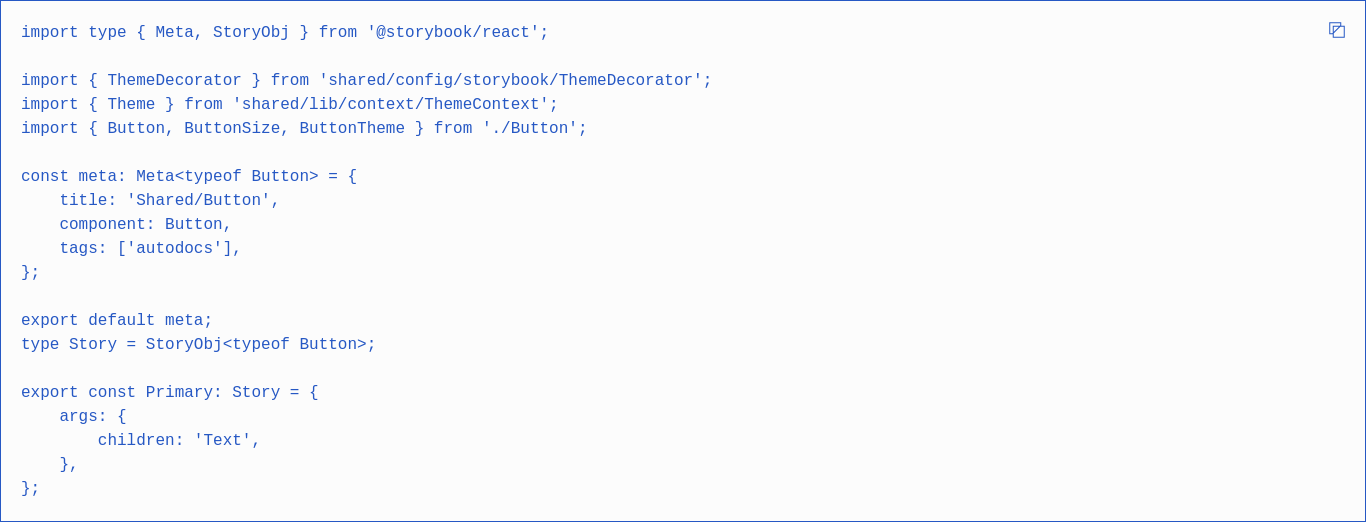 import type { Meta, StoryObj } from '@storybook/react';

import { ThemeDecorator } from 'shared/config/storybook/ThemeDecorator';
import { Theme } from 'shared/lib/context/ThemeContext';
import { Button, ButtonSize, ButtonTheme } from './Button';

const meta: Meta<typeof Button> = {
    title: 'Shared/Button',
    component: Button,
    tags: ['autodocs'],
};

export default meta;
type Story = StoryObj<typeof Button>;

export const Primary: Story = {
    args: {
        children: 'Text',
    },
};